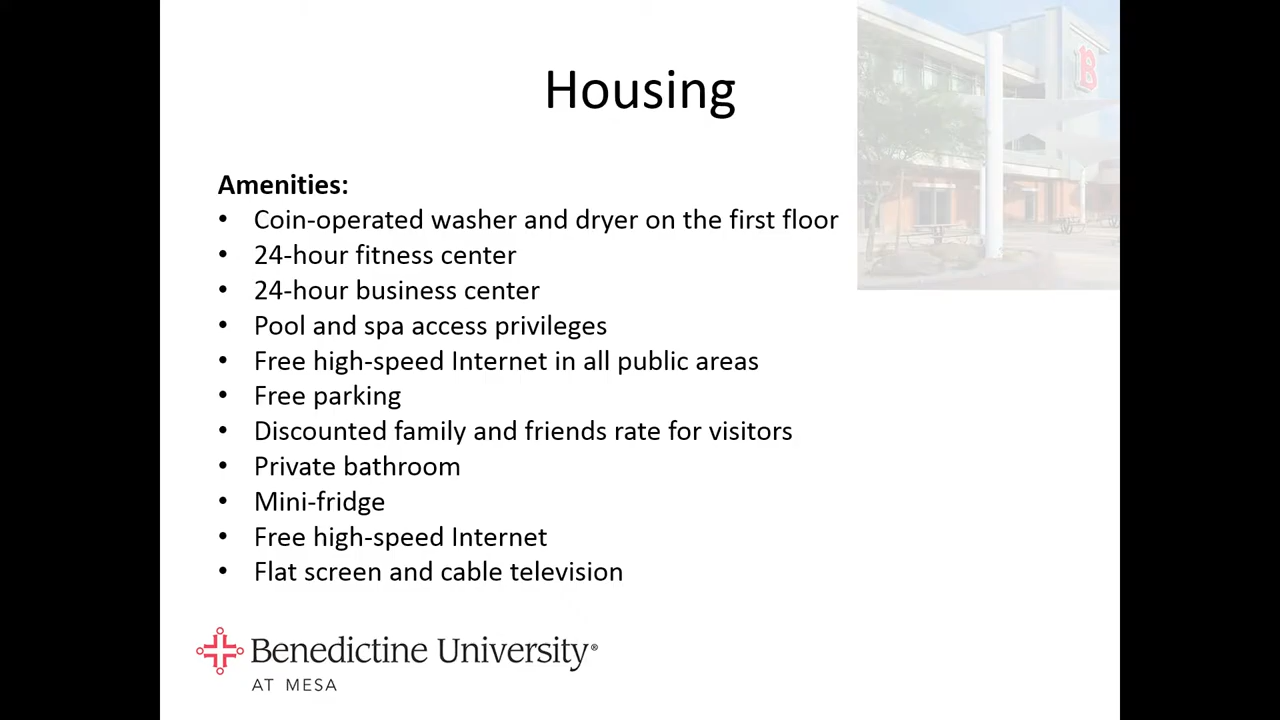 Housing
B
Amenities:
• Coin-operated washer and dryer on the first floor
• 24-hour fitness center
• 24-hour business center
• Pool and spa access privileges
• Free high-speed Internet in all public areas
• Free parking
• Discounted family and friends rate for visitors
• Private bathroom
• Mini-fridge
• Free high-speed Internet
• Flat screen and cable television
Benedictine University®
AT MESA